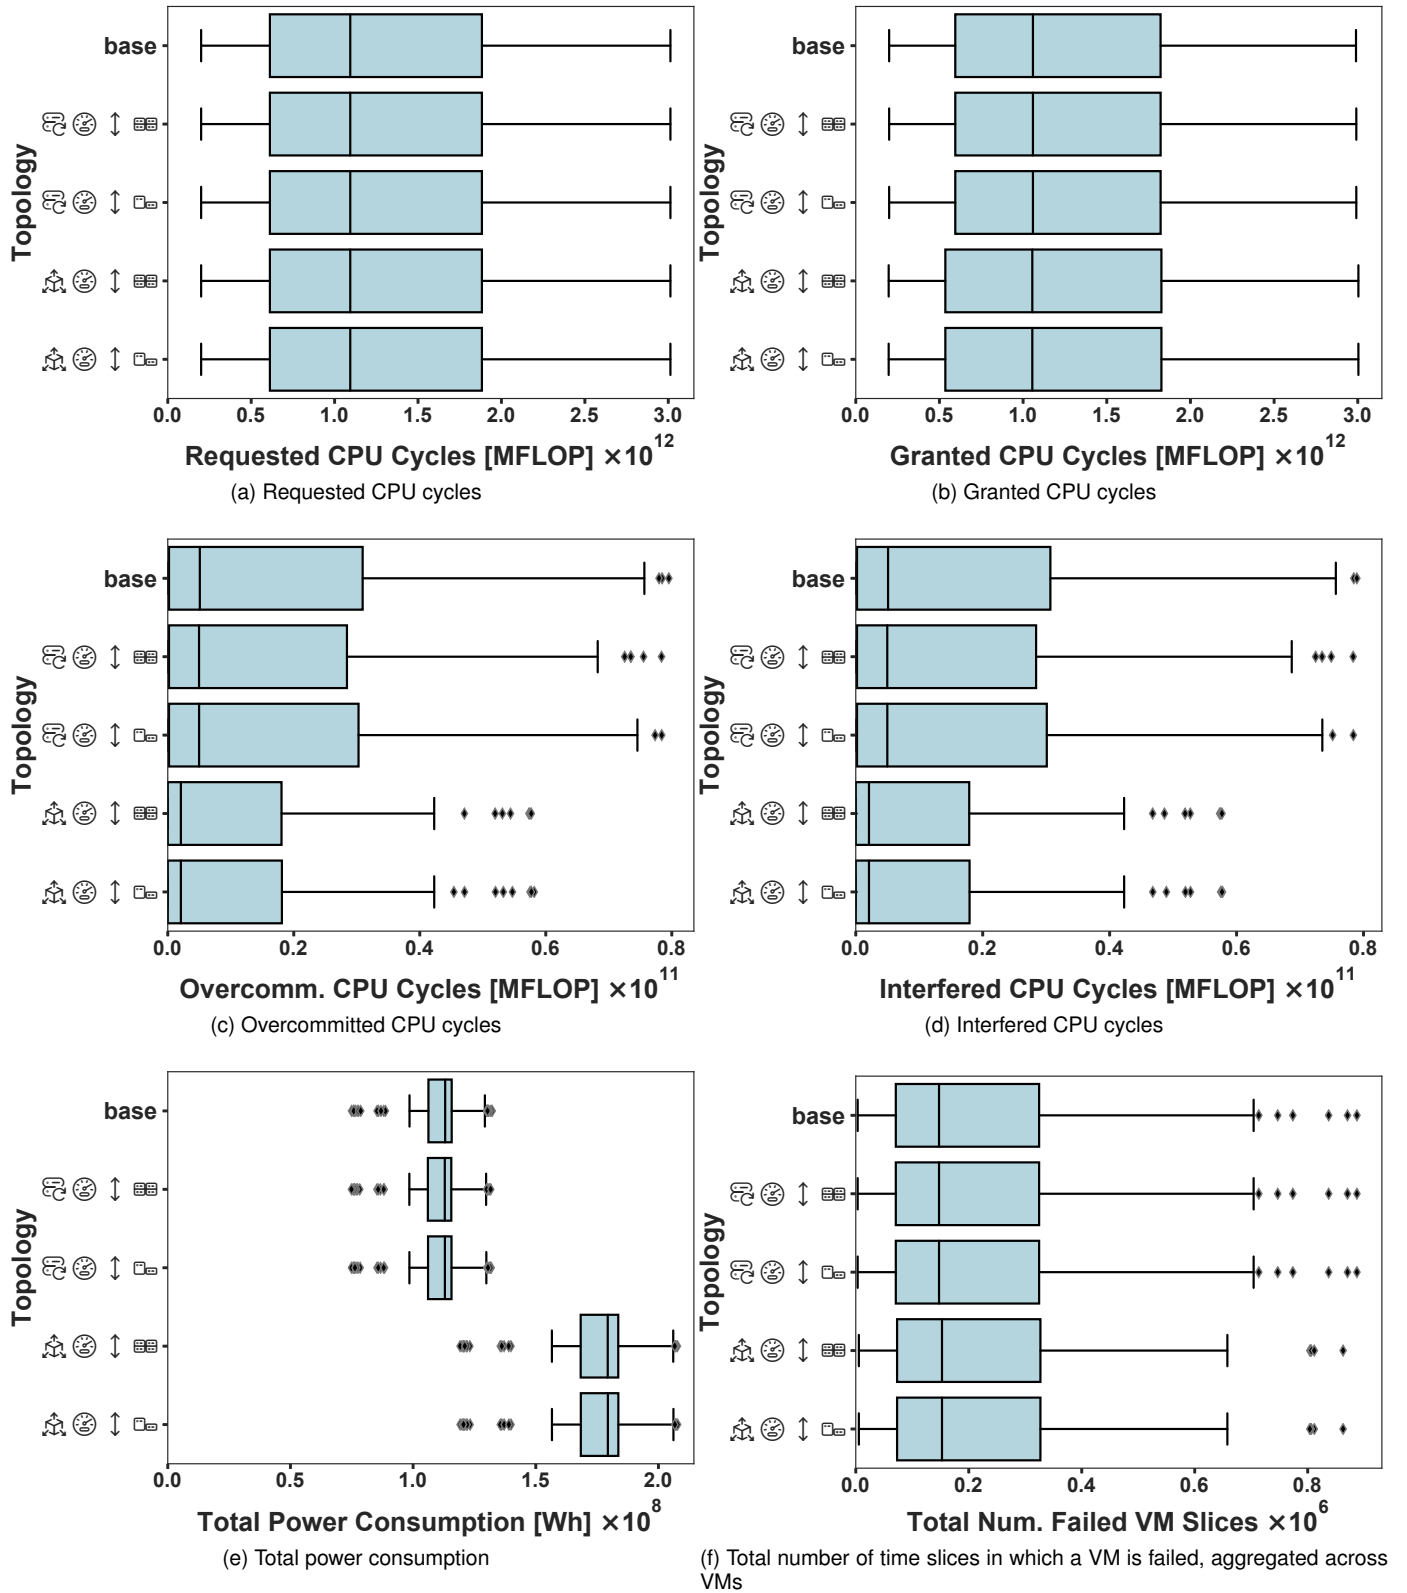 Topology
base
0.0 0.5 1.0 1.5 2.0 2.5 3.0
Requested CPU Cycles [MFLOP] ×10^12
(a) Requested CPU cycles
Topology
base
0.0 0.5 1.0 1.5 2.0 2.5 3.0
Granted CPU Cycles [MFLOP] ×10^12
(b) Granted CPU cycles
Topology
base
0.0 0.2 0.4 0.6 0.8
Overcomm. CPU Cycles [MFLOP] ×10^11
(c) Overcommitted CPU cycles
Topology
base
0.0 0.2 0.4 0.6 0.8
Interfered CPU Cycles [MFLOP] ×10^11
(d) Interfered CPU cycles
Topology
base
0.0 0.5 1.0 1.5 2.0
Total Power Consumption [Wh] ×10^8
(e) Total power consumption
Topology
base
0.0 0.2 0.4 0.6 0.8
Total Num. Failed VM Slices ×10^6
(f) Total number of time slices in which a VM is failed, aggregated across
VMs